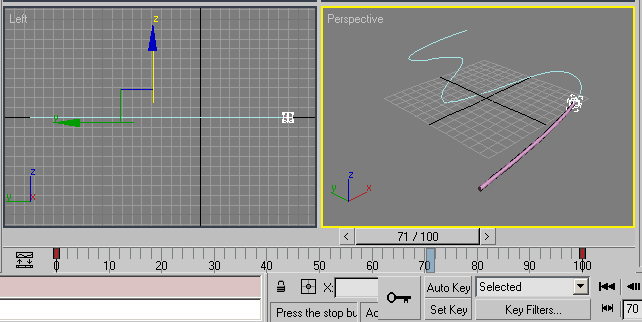 Left
Perspective
z
y
z
y
x
z
y
x
< 71 / 100 >
0 10 20 30 40 50 60 70 80 90 100
X:
Auto Key
Selected
Press the stop bu
Set Key
Key Filters...
70